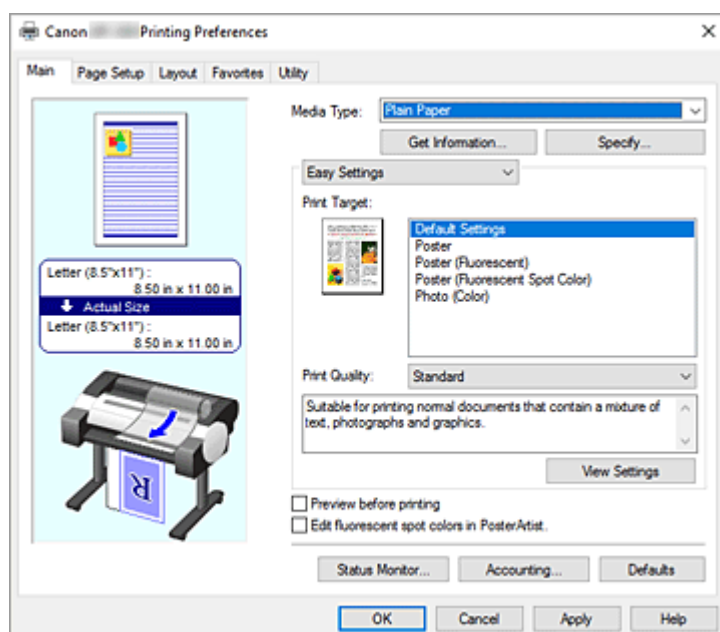 Canon Printing Preferences
Main Page Setup Layout Favorites Utility
Media Type: Plain Paper
Get Information... Specify...
Easy Settings
Print Target:
Default Settings
Poster
Poster (Fluorescent)
Poster (Fluorescent Spot Color)
Photo (Color)
Letter (8.5"x11") :
8.50 in x 11.00 in
Actual Size
Letter (8.5"x11") :
8.50 in x 11.00 in
Print Quality: Standard
Suitable for printing normal documents that contain a mixture of
text, photographs and graphics.
R
View Settings
Preview before printing
Edit fluorescent spot colors in PosterArtist.
Status Monitor... Accounting... Defaults
OK Cancel Apply Help